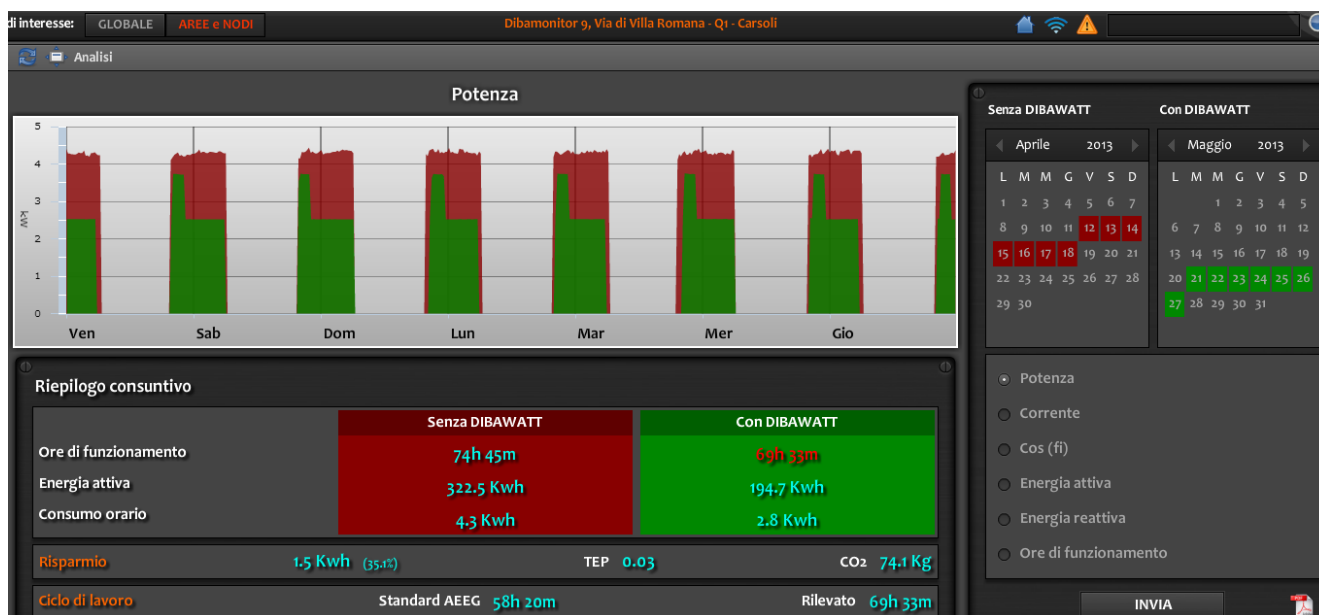 di interesse: GLOBALE AREE e NODI Dibamonitor 9, Via di Villa Romana - Q1 - Carsoli
Analisi
Potenza
5
4
3
2
1
0
kW
Ven Sab Dom Lun Mar Mer Gio
Senza DIBAWATT Con DIBAWATT
Aprile 2013 Maggio 2013
L M M G V S D L M M G V S D
1 2 3 4 5 6 7 1 2 3 4 5
8 9 10 11 12 13 14 6 7 8 9 10 11 12
15 16 17 18 19 20 21 13 14 15 16 17 18 19
22 23 24 25 26 27 28 20 21 22 23 24 25 26
29 30 27 28 29 30 31
Riepilogo consuntivo
Senza DIBAWATT Con DIBAWATT
Ore di funzionamento 74h 45m 69h 33m
Energia attiva 322.5 Kwh 194.7 Kwh
Consumo orario 4.3 Kwh 2.8 Kwh
Risparmio 1.5 Kwh (35.1%) TEP 0.03 CO2 74.1 Kg
Ciclo di lavoro Standard AEEG 58h 20m Rilevato 69h 33m
Potenza
Corrente
Cos (fi)
Energia attiva
Energia reattiva
Ore di funzionamento
INVIA